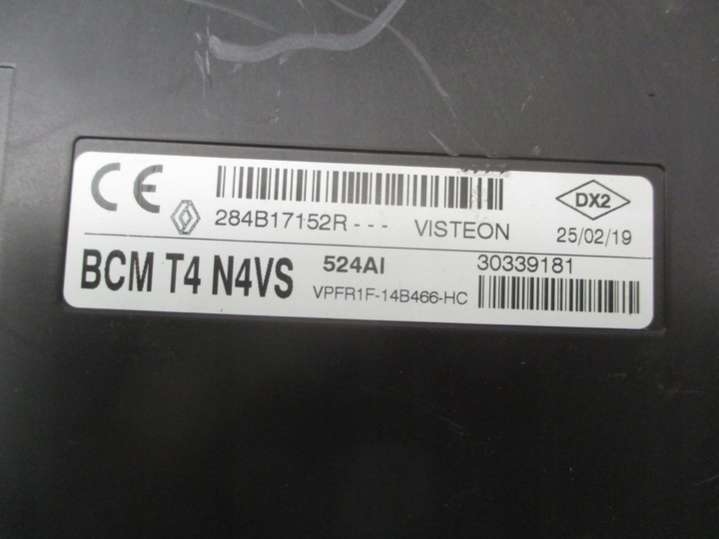 CE 284B17152R--- VISTEON DX2 25/02/19
BCM T4 N4VS 524AI 30339181
VPFR1F-14B466-HC